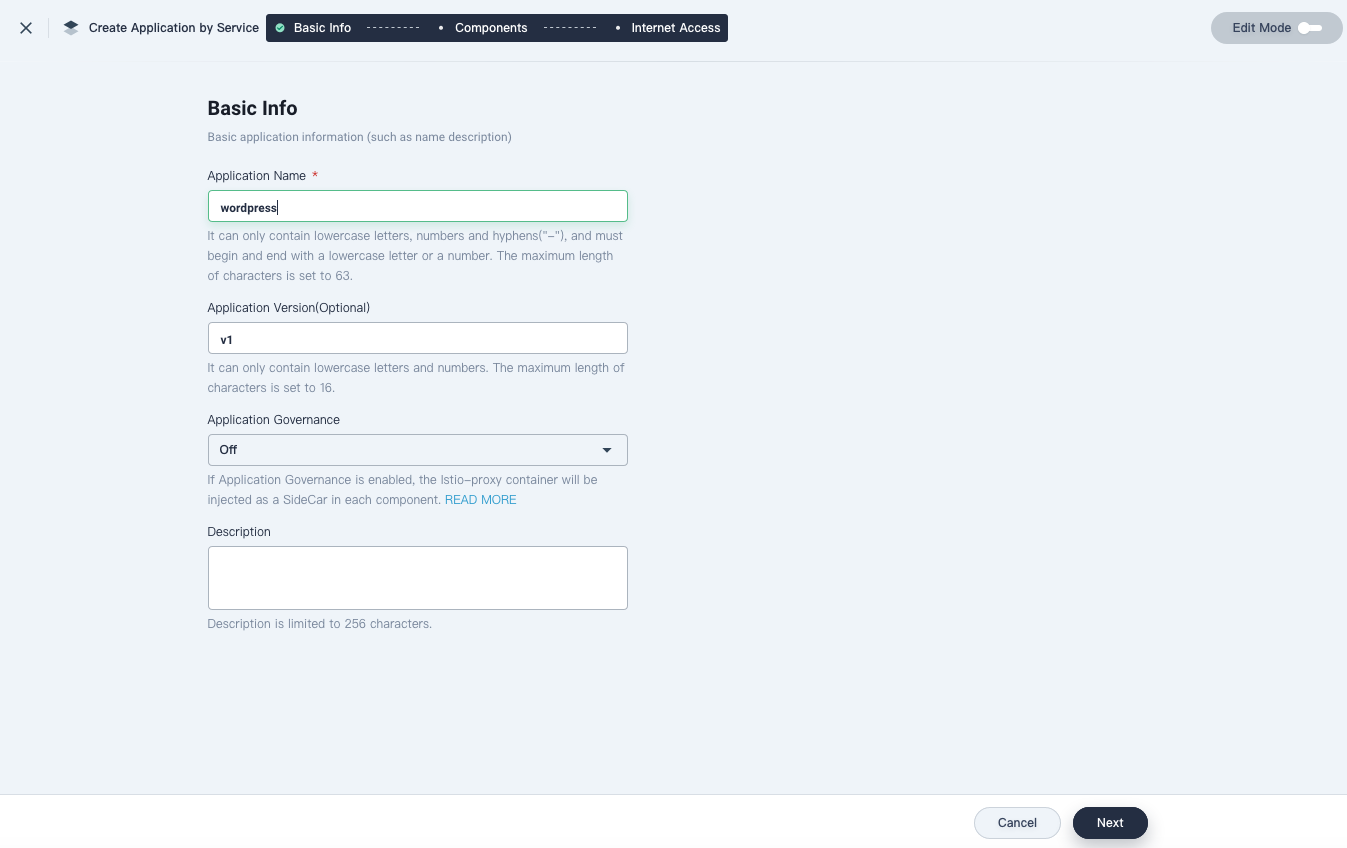 Create Application by Service Basic Info --------- • Components --------- • Internet Access Edit Mode
Basic Info
Basic application information (such as name description)
Application Name *
wordpress
It can only contain lowercase letters, numbers and hyphens("-"), and must
begin and end with a lowercase letter or a number. The maximum length
of characters is set to 63.
Application Version(Optional)
v1
It can only contain lowercase letters and numbers. The maximum length of
characters is set to 16.
Application Governance
Off
If Application Governance is enabled, the Istio-proxy container will be
injected as a SideCar in each component. READ MORE
Description
Description is limited to 256 characters.
Cancel Next